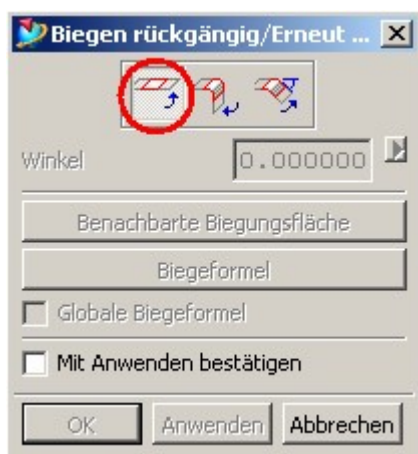 Biegen rückgängig/Erneut ...
Winkel
0.000000
Benachbarte Biegungsfläche
Biegeformel
Globale Biegeformel
Mit Anwenden bestätigen
OK Anwenden Abbrechen